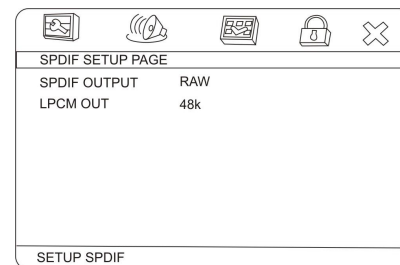 SPDIF SETUP PAGE
SPDIF OUTPUT RAW
LPCM OUT 48k
SETUP SPDIF